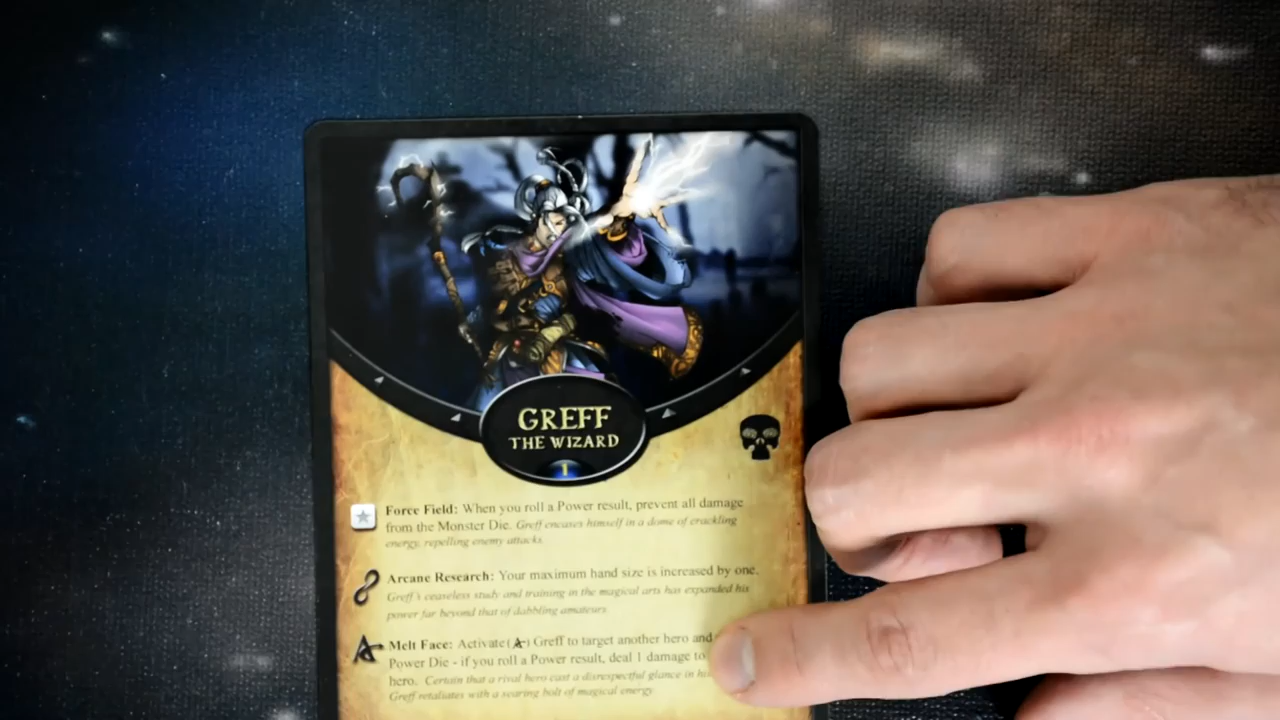 GREFF
THE WIZARD
1
Force Field: When you roll a Power result, prevent all damage
from the Monster Die. Greff encases himself in a dome of crackling
energy, repelling enemy attacks.
Arcane Research: Your maximum hand size is increased by one.
Greff's ceaseless study and training in the magical arts has expanded his
power far beyond that of dabbling amateurs.
Melt Face: Activate (A) Greff to target another hero and
Power Die - if you roll a Power result, deal 1 damage to
hero. Certain that a rival hero cast a disrespectful glance in
Greff retaliates with a searing bolt of magical energy.